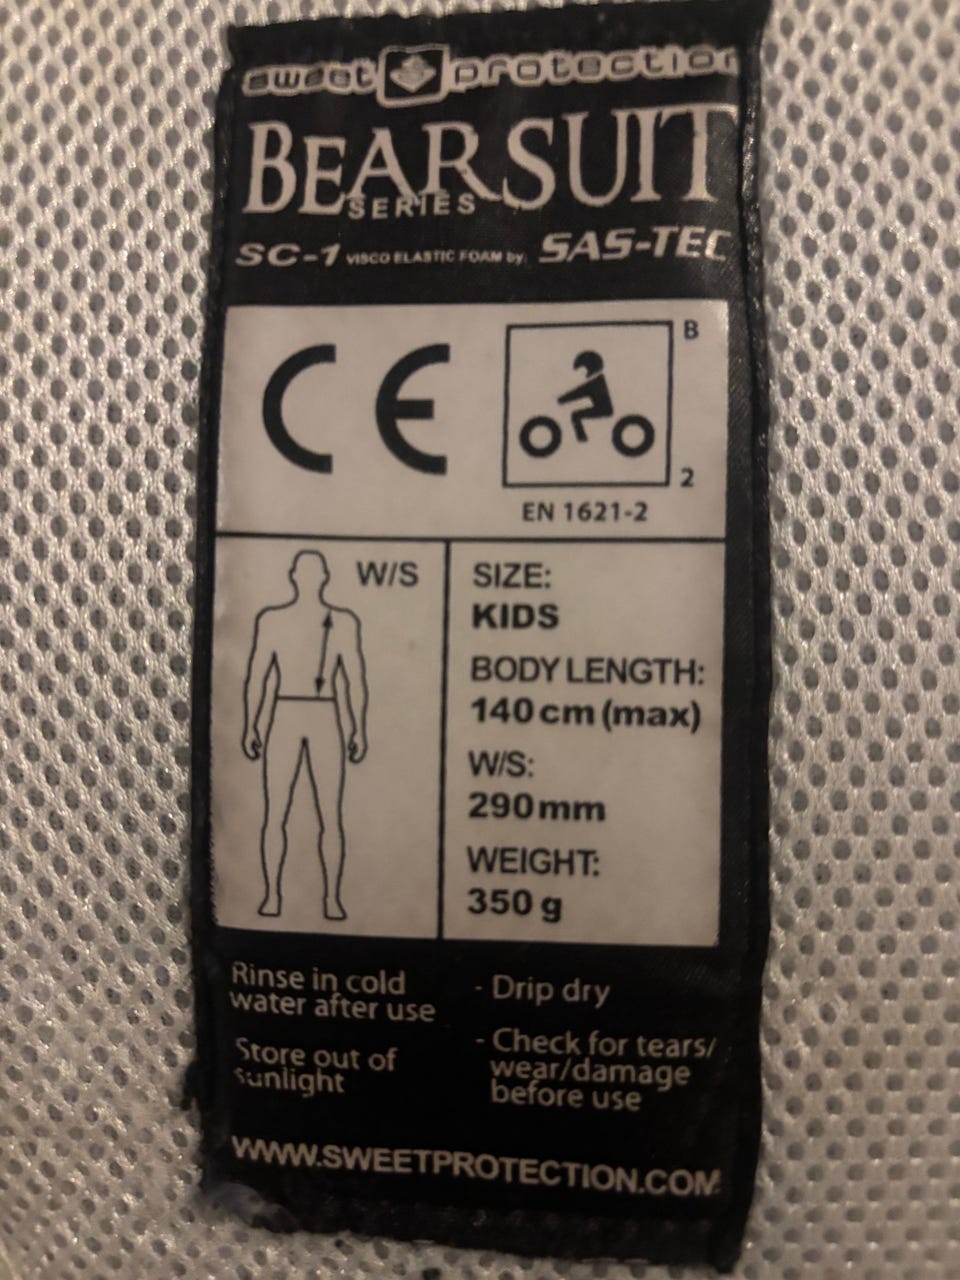 sweet protection
BEARSUIT
SERIES
SC-1 VISCO ELASTIC FOAM by: SAS-TEC
CE
B
2
EN 1621-2
W/S
SIZE:
KIDS
BODY LENGTH:
140 cm (max)
W/S:
290 mm
WEIGHT:
350 g
Rinse in cold
water after use
Store out of
sunlight
- Drip dry
- Check for tears/
wear/damage
before use
WWW.SWEETPROTECTION.COM